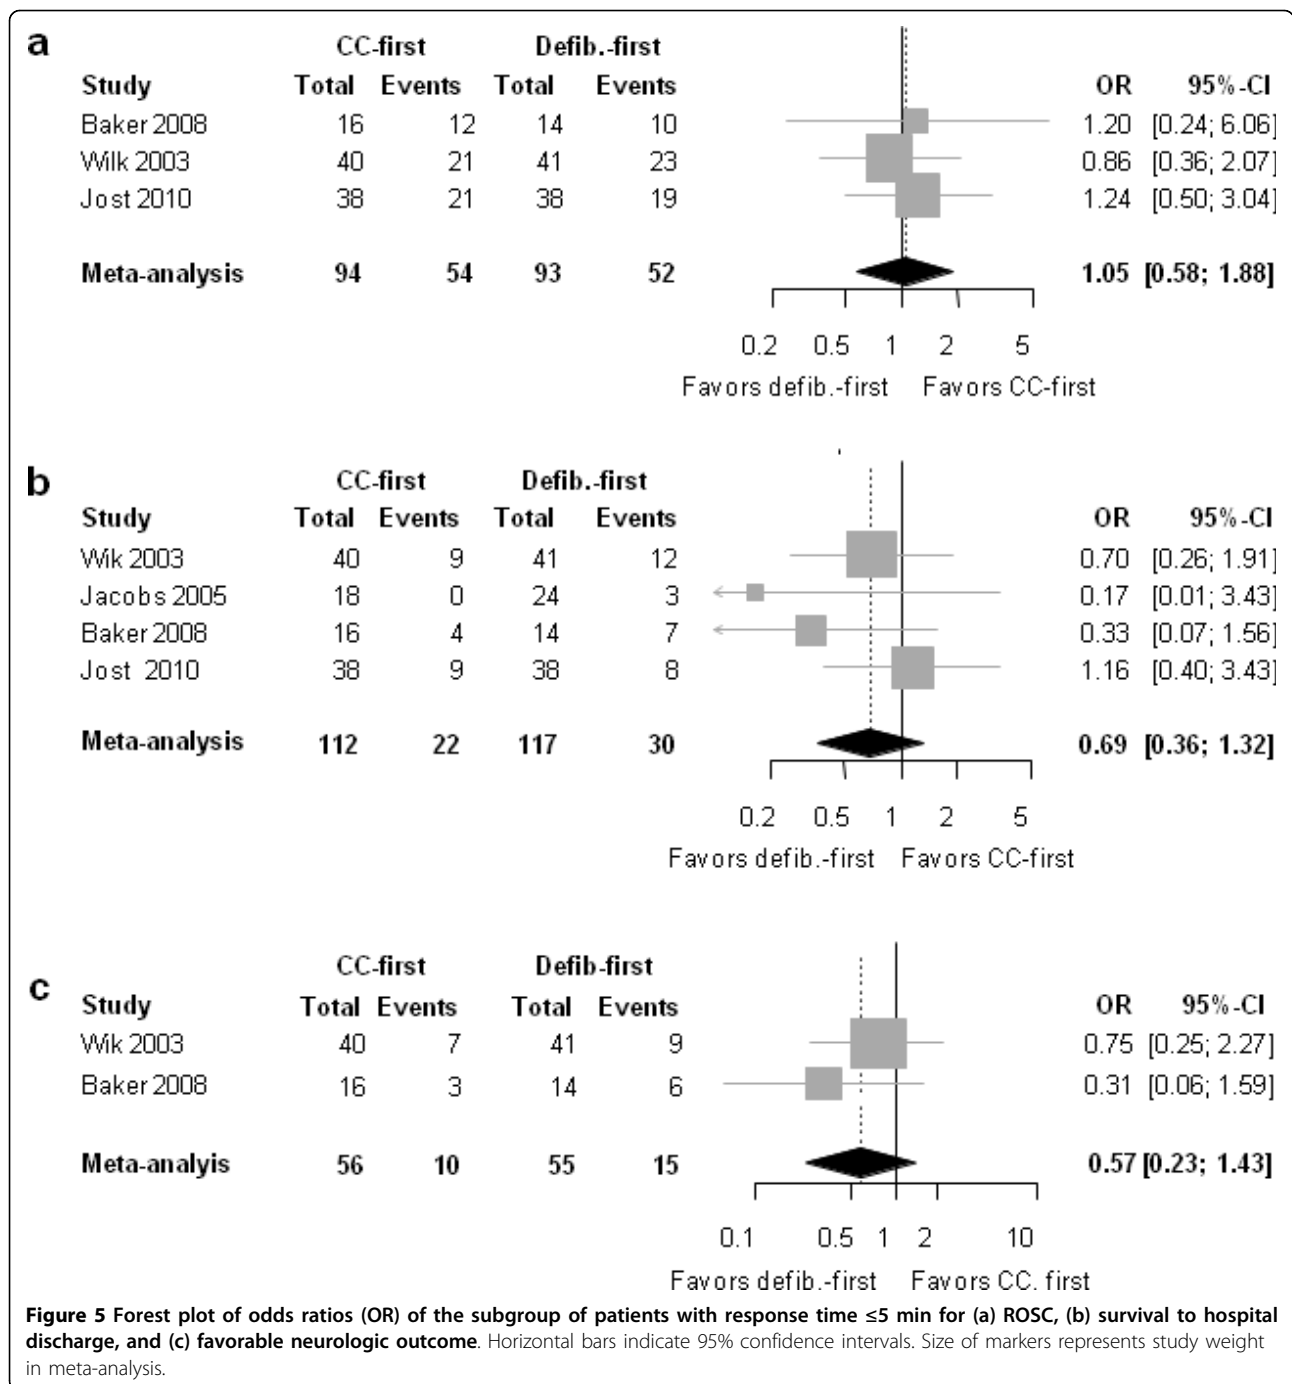 a
CC-first Defib.-first
Study Total Events Total Events OR 95%-CI
Baker 2008 16 12 14 10 1.20 [0.24; 6.06]
Wilk 2003 40 21 41 23 0.86 [0.36; 2.07]
Jost 2010 38 21 38 19 1.24 [0.50; 3.04]
Meta-analysis 94 54 93 52 1.05 [0.58; 1.88]
0.2 0.5 1 2 5
Favors defib.-first Favors CC-first
b
CC-first Defib.-first
Study Total Events Total Events OR 95%-CI
Wik 2003 40 9 41 12 0.70 [0.26; 1.91]
Jacobs 2005 18 0 24 3 0.17 [0.01; 3.43]
Baker 2008 16 4 14 7 0.33 [0.07; 1.56]
Jost 2010 38 9 38 8 1.16 [0.40; 3.43]
Meta-analysis 112 22 117 30 0.69 [0.36; 1.32]
0.2 0.5 1 2 5
Favors defib.-first Favors CC-first
c
CC-first Defib-first
Study Total Events Total Events OR 95%-CI
Wik 2003 40 7 41 9 0.75 [0.25; 2.27]
Baker 2008 16 3 14 6 0.31 [0.06; 1.59]
Meta-analyis 56 10 55 15 0.57 [0.23; 1.43]
0.1 0.5 1 2 10
Favors defib.-first Favors CC. first
Figure 5 Forest plot of odds ratios (OR) of the subgroup of patients with response time ≤5 min for (a) ROSC, (b) survival to hospital
discharge, and (c) favorable neurologic outcome. Horizontal bars indicate 95% confidence intervals. Size of markers represents study weight
in meta-analysis.